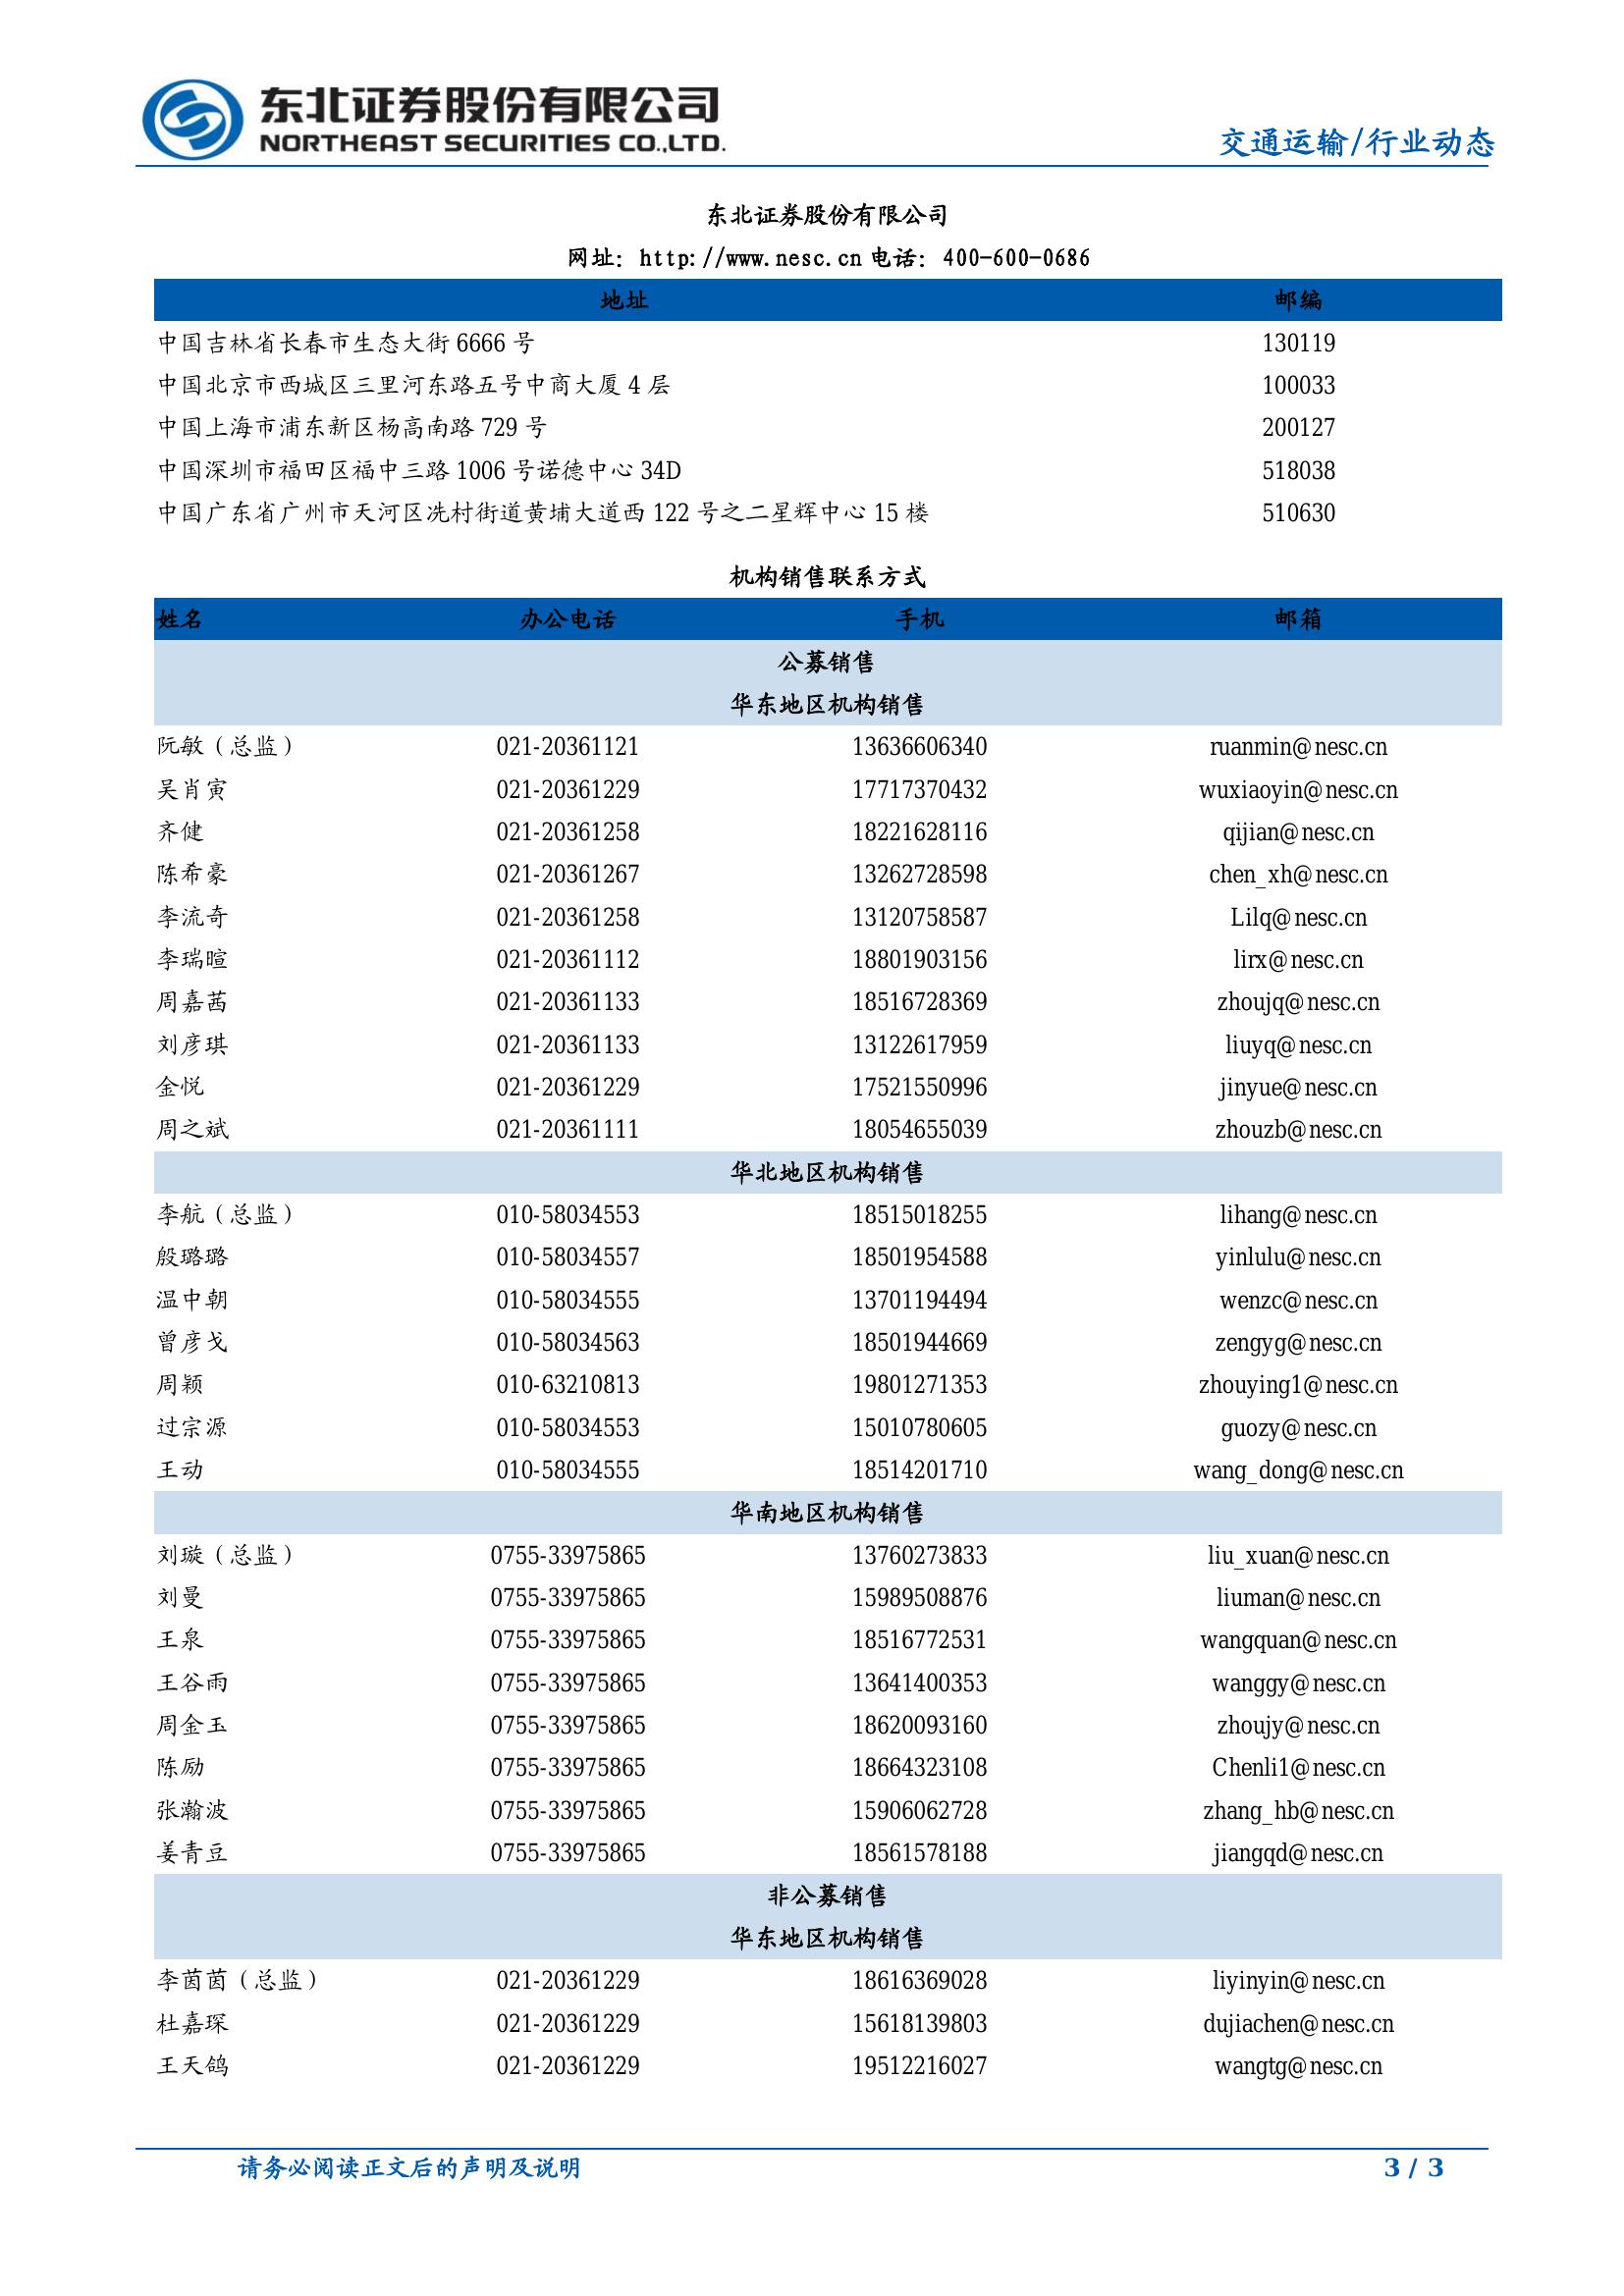 东北证券股份有限公司
NORTHEAST SECURITIES CO.,LTD.
交通运输/行业动态
东北证券股份有限公司
网址：http://www.nesc.cn 电话：400-600-0686
地址 邮编
中国吉林省长春市生态大街 6666 号 130119
中国北京市西城区三里河东路五号中商大厦 4 层 100033
中国上海市浦东新区杨高南路 729 号 200127
中国深圳市福田区福中三路 1006 号诺德中心 34D 518038
中国广东省广州市天河区冼村街道黄埔大道西 122 号之二星辉中心 15 楼 510630
机构销售联系方式
姓名 办公电话 手机 邮箱
公募销售
华东地区机构销售
阮敏（总监） 021-20361121 13636606340 ruanmin@nesc.cn
吴肖寅 021-20361229 17717370432 wuxiaoyin@nesc.cn
齐健 021-20361258 18221628116 qijian@nesc.cn
陈希豪 021-20361267 13262728598 chen_xh@nesc.cn
李流奇 021-20361258 13120758587 Lilq@nesc.cn
李瑞暄 021-20361112 18801903156 lirx@nesc.cn
周嘉茜 021-20361133 18516728369 zhoujq@nesc.cn
刘彦琪 021-20361133 13122617959 liuyq@nesc.cn
金悦 021-20361229 17521550996 jinyue@nesc.cn
周之斌 021-20361111 18054655039 zhouzb@nesc.cn
华北地区机构销售
李航（总监） 010-58034553 18515018255 lihang@nesc.cn
殷璐璐 010-58034557 18501954588 yinlulu@nesc.cn
温中朝 010-58034555 13701194494 wenzc@nesc.cn
曾彦戈 010-58034563 18501944669 zengyg@nesc.cn
周颖 010-63210813 19801271353 zhouying1@nesc.cn
过宗源 010-58034553 15010780605 guozy@nesc.cn
王动 010-58034555 18514201710 wang_dong@nesc.cn
华南地区机构销售
刘璇（总监） 0755-33975865 13760273833 liu_xuan@nesc.cn
刘曼 0755-33975865 15989508876 liuman@nesc.cn
王泉 0755-33975865 18516772531 wangquan@nesc.cn
王谷雨 0755-33975865 13641400353 wanggy@nesc.cn
周金玉 0755-33975865 18620093160 zhoujy@nesc.cn
陈励 0755-33975865 18664323108 Chenli1@nesc.cn
张瀚波 0755-33975865 15906062728 zhang_hb@nesc.cn
姜青豆 0755-33975865 18561578188 jiangqd@nesc.cn
非公募销售
华东地区机构销售
李茵茵（总监） 021-20361229 18616369028 liyinyin@nesc.cn
杜嘉琛 021-20361229 15618139803 dujiachen@nesc.cn
王天鸽 021-20361229 19512216027 wangtg@nesc.cn
请务必阅读正文后的声明及说明 3 / 3